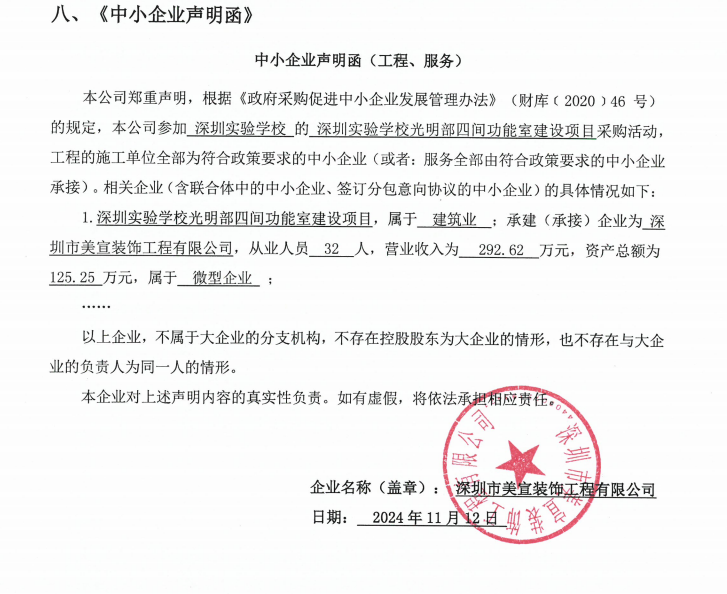 八、《中小企业声明函》
中小企业声明函（工程、服务）
本公司郑重声明，根据《政府采购促进中小企业发展管理办法》（财库﹝2020﹞46 号）
的规定，本公司参加 深圳实验学校 的 深圳实验学校光明部四间功能室建设项目采购活动，
工程的施工单位全部为符合政策要求的中小企业（或者：服务全部由符合政策要求的中小企业
承接）。相关企业（含联合体中的中小企业、签订分包意向协议的中小企业）的具体情况如下：
1. 深圳实验学校光明部四间功能室建设项目，属于 建筑业 ；承建（承接）企业为 深
圳市美宣装饰工程有限公司，从业人员 32 人，营业收入为 292.62 万元，资产总额为
125.25 万元，属于 微型企业 ；
……
以上企业，不属于大企业的分支机构，不存在控股股东为大企业的情形，也不存在与大企
业的负责人为同一人的情形。
本企业对上述声明内容的真实性负责。如有虚假，将依法承担相应责任。
企业名称（盖章）：深圳市美宣装饰工程有限公司
日期： 2024 年 11 月 12 日
深圳市美宣装饰工程有限公司